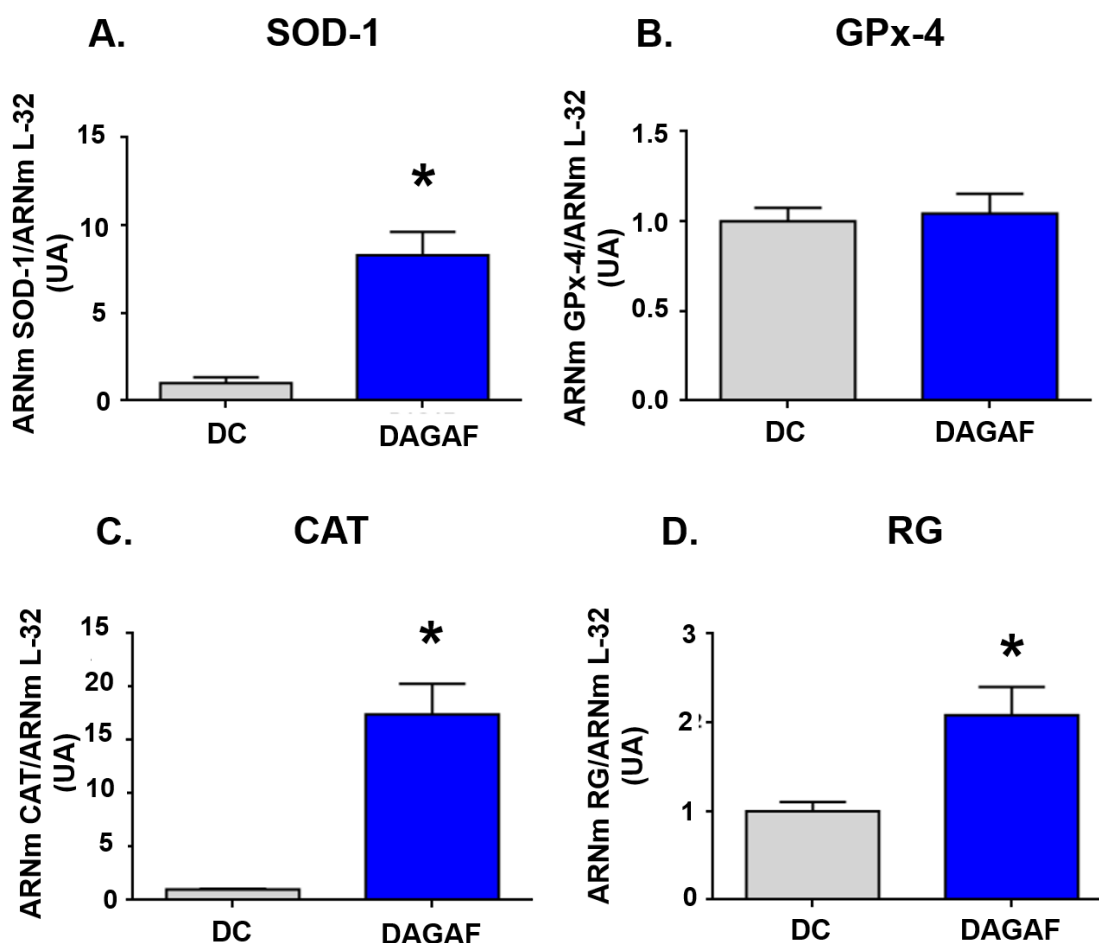 A. SOD-1
ARNm SOD-1/ARNm L-32
(UA)
15
10
5
0
*
DC DAGAF
B. GPx-4
ARNm GPx-4/ARNm L-32
(UA)
1.5
1.0
0.5
0.0
DC DAGAF
C. CAT
ARNm CAT/ARNm L-32
(UA)
15
20
15
10
5
0
*
DC DAGAF
D. RG
ARNm RG/ARNm L-32
(UA)
3
2
1
0
*
DC DAGAF